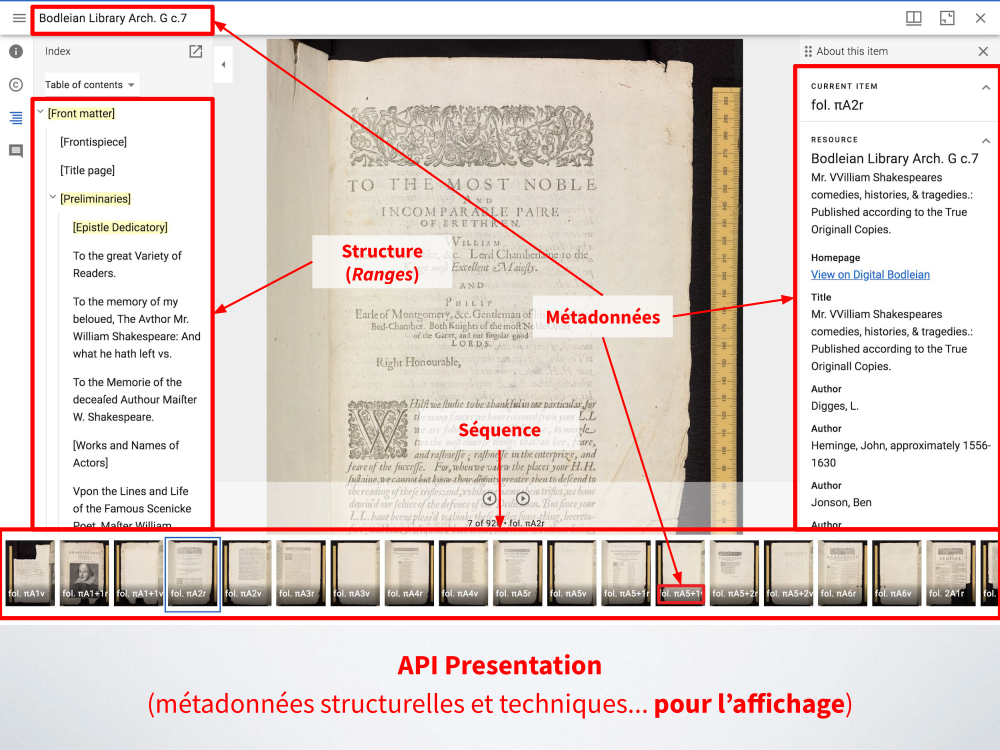 Bodleian Library Arch. G c.7
Index
Table of contents
[Front matter]
[Frontispiece]
[Title page]
[Preliminaries]
[Epistle Dedicatory]
To the great Variety of
Readers.
To the memory of my
beloued, The Avthor Mr.
William Shakespeare: And
what he hath left vs.
To the Memorie of the
deceaſed Authour Maiſter
W. Shakespeare.
[Works and Names of
Actors]
Vpon the Lines and Life
of the Famous Scenicke
Poet, Maſter William
TO THE MOST NOBLE
AND
INCOMPARABLE PAIRE
OF BRETHREN.
WILLIAM
&c. Lord Chamberlaine to the
Excellent Maieſty.
AND
PHILIP
Earle of Montgomery, &c. Gentleman of
Bed-Chamber. Both Knights of the moſt Noble Order
of the Garter, and our ſingular good
LORDS.
Right Honourable,
Whilſt we ſtudie to be thankful in our particular, for
the many fauors we haue receiued from your L.L
we are falne vpon
to mingle
two the moſt diuerſe things that can bee, feare,
and raſhneſſe; raſhneſſe in the enterprize, and
feare of the ſucceſſe. For, when we valew the places your H.H.
ſuſtaine, we cannot but know their dignity greater, then to deſcend to
the reading of theſe trifles: and, while we name them trifles, we haue
depriu'd our ſelues of the defence of our Dedication. But ſince your
L.L. haue beene pleas'd to thinke theſe trifles ſome-thing, heereto-
Structure
(Ranges)
Métadonnées
Séquence
7 of 92 • fol. πA2r
About this item
CURRENT ITEM
fol. πA2r
RESOURCE
Bodleian Library Arch. G c.7
Mr. VVilliam Shakespeares
comedies, histories, & tragedies.:
Published according to the True
Originall Copies.
Homepage
View on Digital Bodleian
Title
Mr. VVilliam Shakespeares
comedies, histories, & tragedies.:
Published according to the True
Originall Copies.
Author
Digges, L.
Author
Heminge, John, approximately 1556-
1630
Author
Jonson, Ben
Author
fol. πA1v
fol. πA1+1r
fol. πA1+1v
fol. πA2r
fol. πA2v
fol. πA3r
fol. πA3v
fol. πA4r
fol. πA4v
fol. πA5r
fol. πA5v
fol. πA5+1r
fol. πA5+1v
fol. πA5+2r
fol. πA5+2v
fol. πA6r
fol. πA6v
fol. 2A1r
fol.
API Presentation
(métadonnées structurelles et techniques... pour l’affichage)